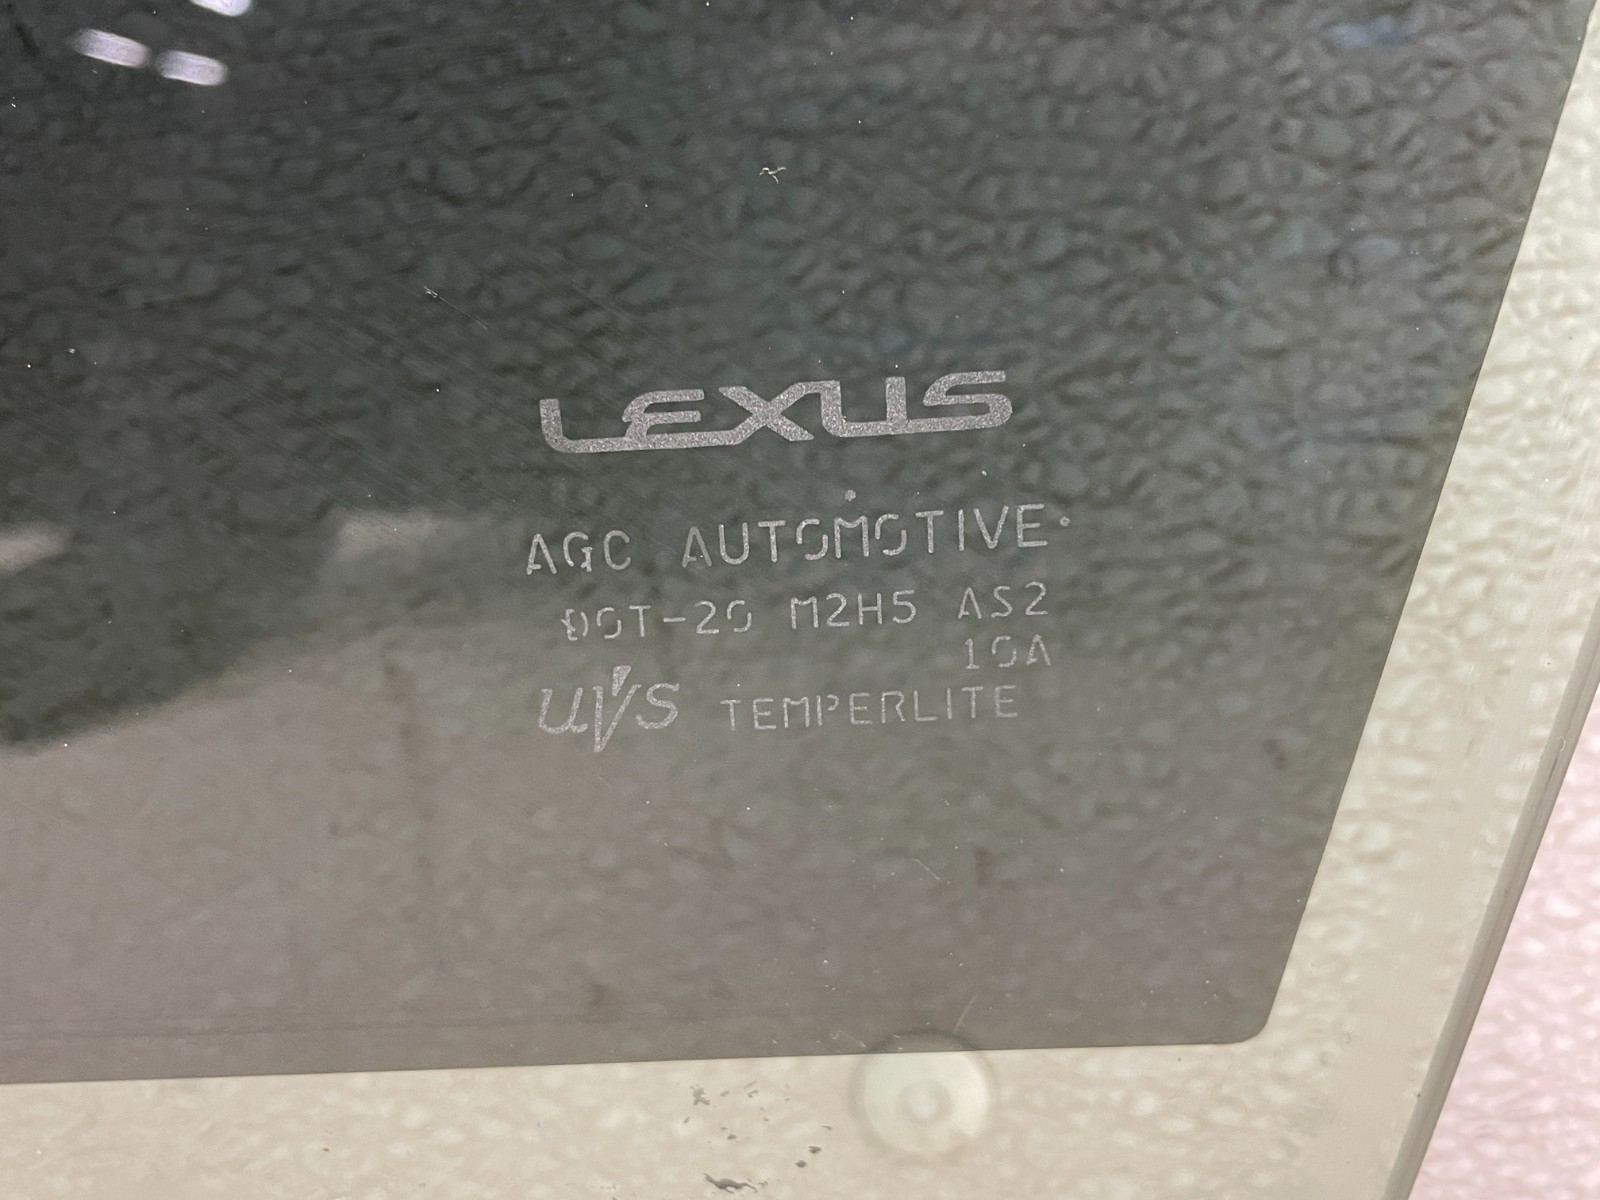 LEXUS
AGC AUTOMOTIVE
DOT-20 M2H5 AS2
10A
UVS TEMPERLITE